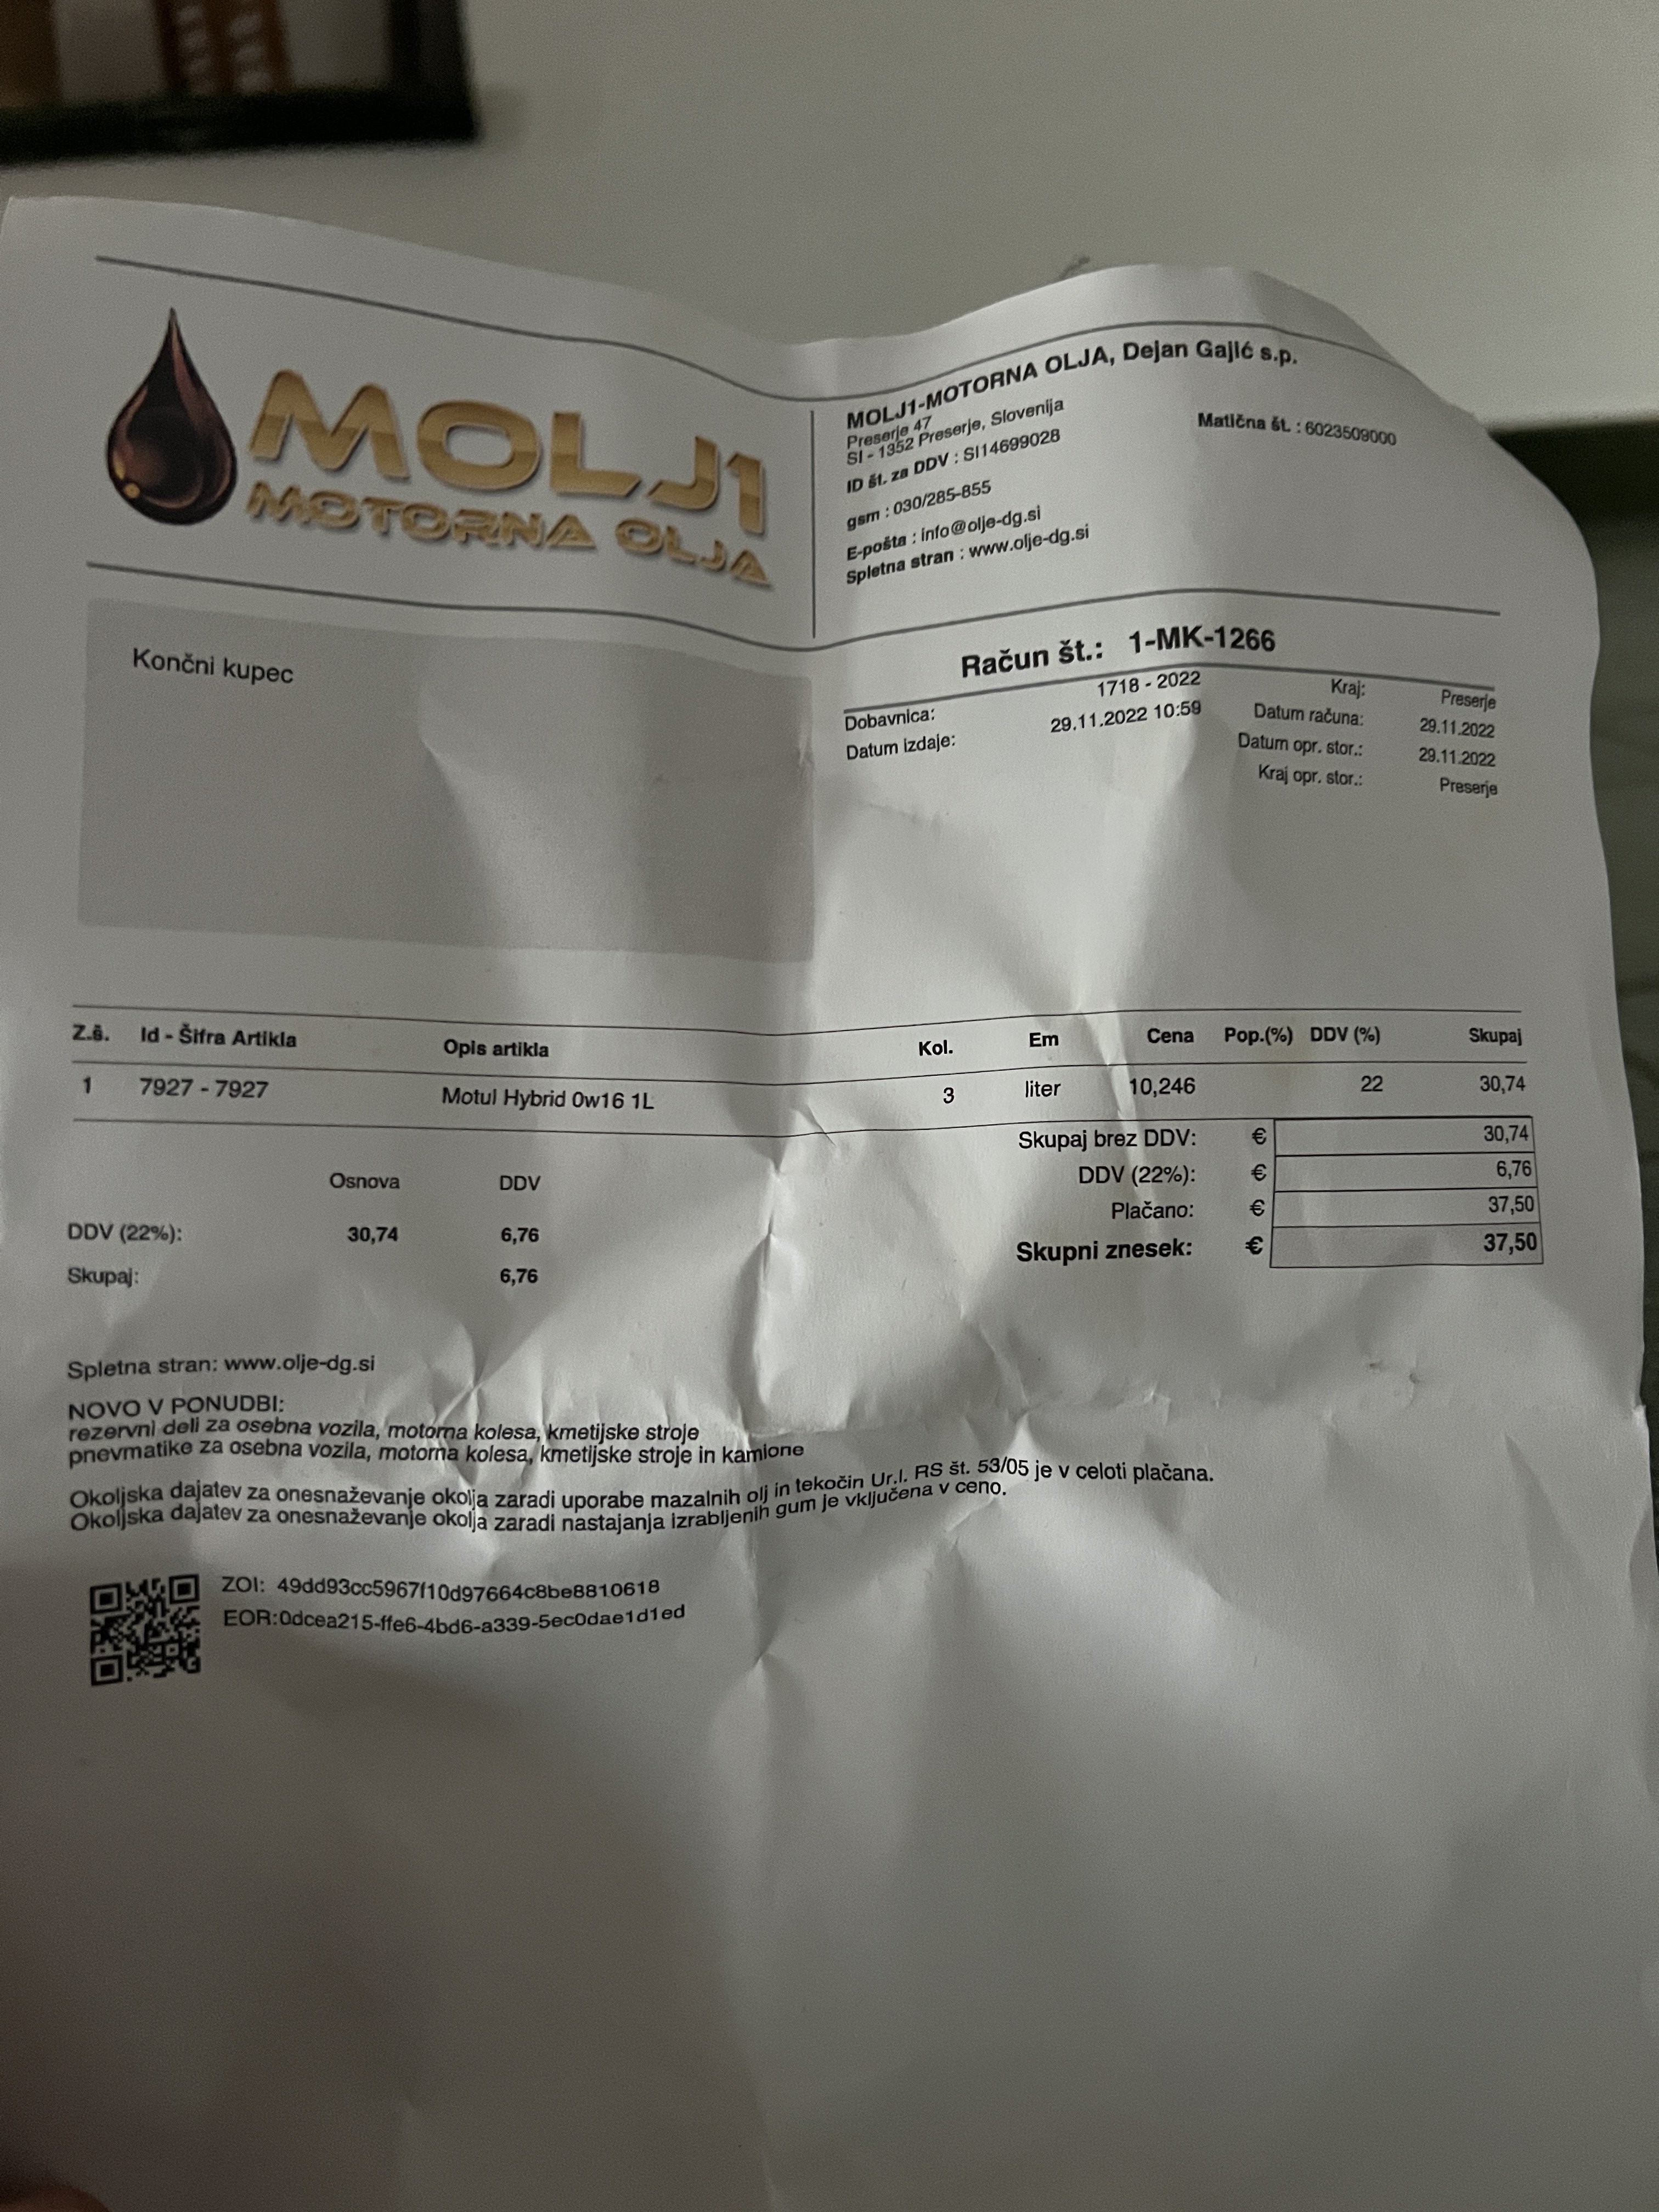 MOLJ1
MOTORNA OLJA
MOLJ1-MOTORNA OLJA, Dejan Gajić s.p.
Preserje 47
SI - 1352 Preserje, Slovenija
Matična št. : 6023509000
ID št. za DDV : SI14699028
gsm : 030/285-855
E-pošta : info@olje-dg.si
Spletna stran : www.olje-dg.si
Končni kupec
Račun št.: 1-MK-1266
Dobavnica: 1718 - 2022
Datum izdaje: 29.11.2022 10:59
Kraj: Preserje
Datum računa: 29.11.2022
Datum opr. stor.: 29.11.2022
Kraj opr. stor.: Preserje
Z.š. Id - Šifra Artikla Opis artikla Kol. Em Cena Pop.(%) DDV (%) Skupaj
1 7927 - 7927 Motul Hybrid 0w16 1L 3 liter 10,246 22 30,74
Skupaj brez DDV: € 30,74
DDV (22%): € 6,76
Plačano: € 37,50
Skupni znesek: € 37,50
Osnova DDV
DDV (22%): 30,74 6,76
Skupaj: 6,76
Spletna stran: www.olje-dg.si
NOVO V PONUDBI:
rezervni deli za osebna vozila, motorna kolesa, kmetijske stroje
pnevmatike za osebna vozila, motorna kolesa, kmetijske stroje in kamione
Okoljska dajatev za onesnaževanje okolja zaradi uporabe mazalnih olj in tekočin Ur.l. RS št. 53/05 je v celoti plačana.
Okoljska dajatev za onesnaževanje okolja zaradi nastajanja izrabljenih gum je vključena v ceno.
ZOI: 49dd93cc5967f10d97664c8be8810618
EOR:0dcea215-ffe6-4bd6-a339-5ec0dae1d1ed